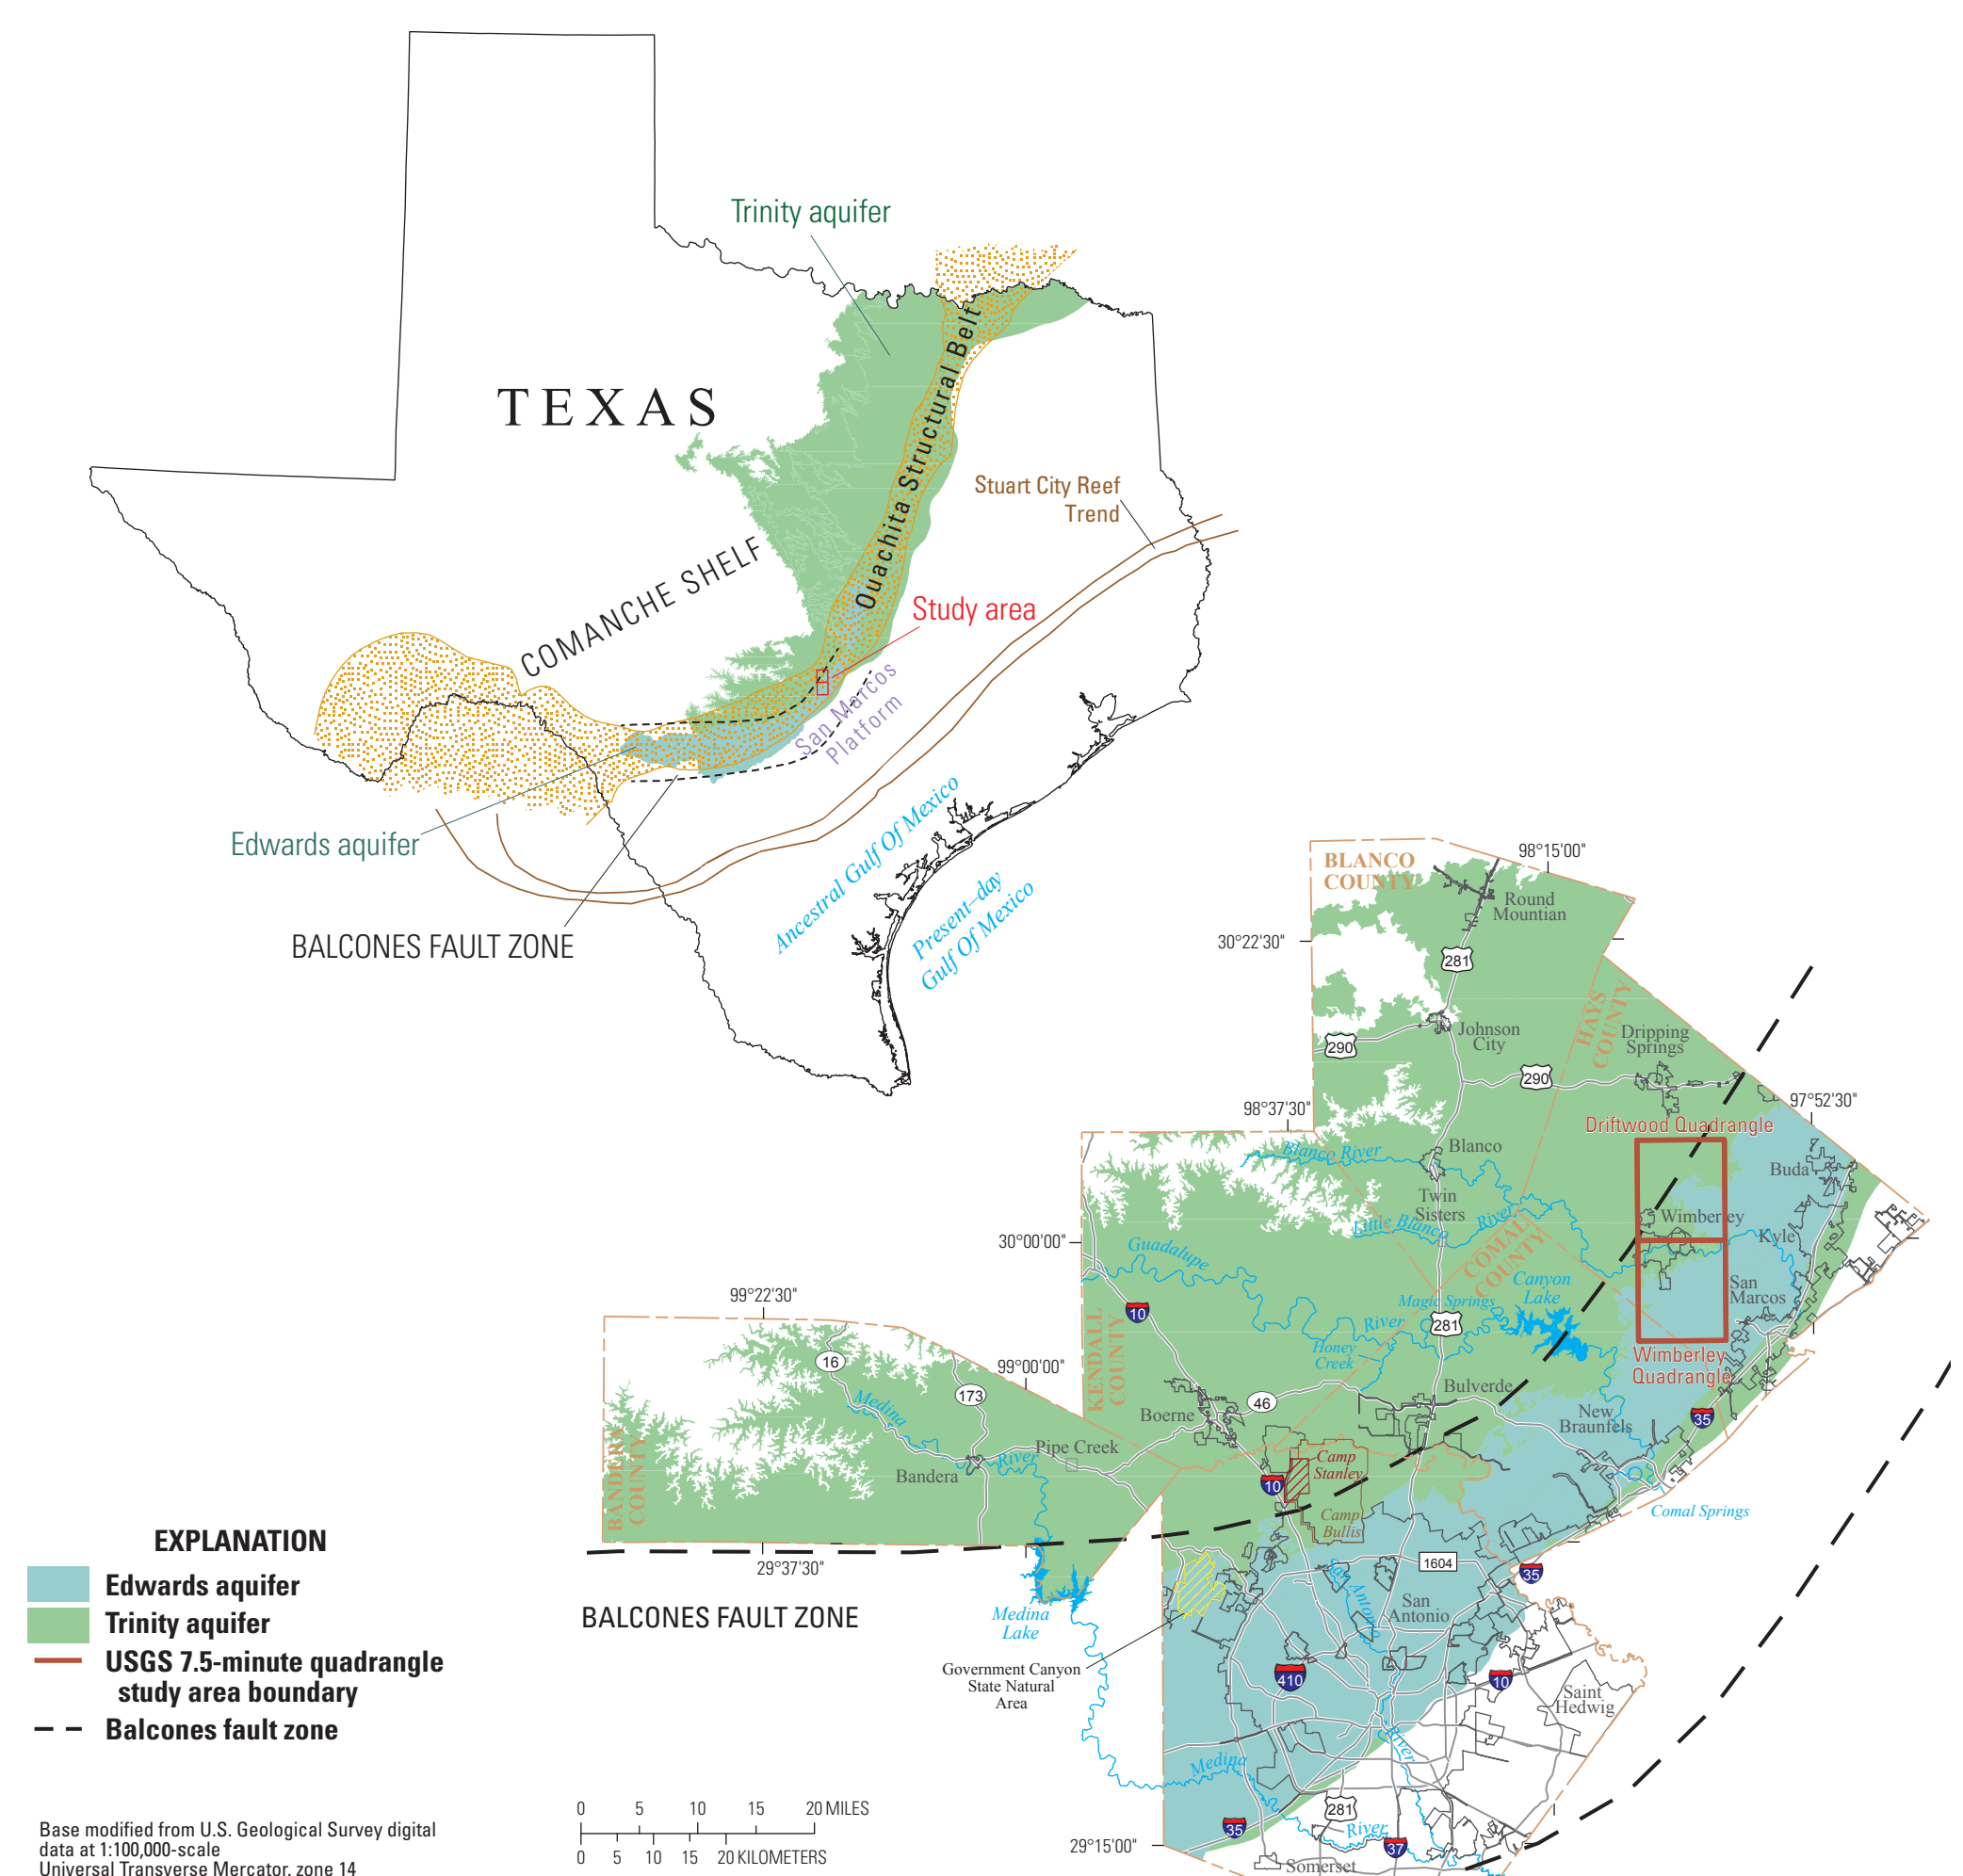 Trinity aquifer
TEXAS
Ouachita Structural Belt
Stuart City Reef
Trend
COMANCHE SHELF
Study area
San Marcos
Platform
Edwards aquifer
BALCONES FAULT ZONE
Ancestral Gulf Of Mexico
Present–day
Gulf Of Mexico
BLANCO
COUNTY
98°15'00"
Round
Mountian
30°22'30"
281
HAYS
COUNTY
Johnson
City
Dripping
Springs
290
290
98°37'30"
97°52'30"
Driftwood Quadrangle
Blanco River
Blanco
Buda
Twin
Sisters
Little Blanco River
Wimberley
Kyle
30°00'00"
Guadalupe
COMAL
COUNTY
Canyon
Lake
San
Marcos
99°22'30"
10
Magic Springs
281
River
Honey
Creek
Wimberley
Quadrangle
KENDALL
COUNTY
99°00'00"
16
173
Medina
46
Bulverde
Boerne
New
Braunfels
35
BANDERA
COUNTY
Pipe Creek
River
Bandera
Camp
Stanley
10
Camp
Bullis
Comal Springs
EXPLANATION
Edwards aquifer
Trinity aquifer
USGS 7.5-minute quadrangle
study area boundary
Balcones fault zone
29°37'30"
BALCONES FAULT ZONE
1604
35
San Antonio
San
Antonio
Medina
Lake
Government Canyon
State Natural
Area
410
10
Saint
Hedwig
River
Medina
281
35
River
37
29°15'00"
Somerset
0 5 10 15 20 MILES
0 5 10 15 20 KILOMETERS
Base modified from U.S. Geological Survey digital
data at 1:100,000-scale
Universal Transverse Mercator, zone 14